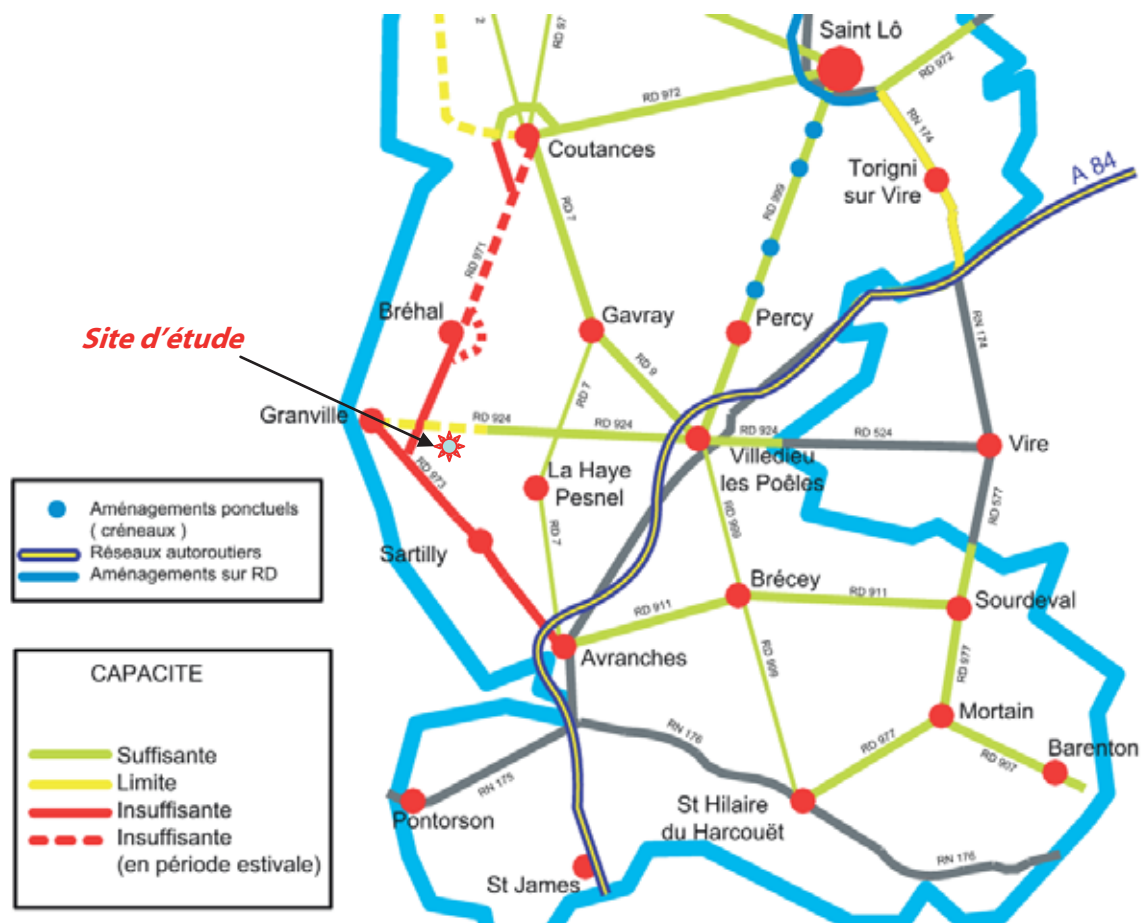 Saint Lô
2
RD 97
RD 972
RD 972
RN 174
Coutances
Torigni
sur Vire
A 84
RD 999
RD 7
RD 971
Bréhal
Gavray
Percy
Site d'étude
RN 174
RD 9
RD 7
Granville
RD 924
RD 924
RD 924
RD 524
Vire
Villedieu
les Poêles
RD 973
La Haye
Pesnel
RD 577
RD 999
RD 7
Sartilly
Brécey
RD 911
RD 911
Sourdeval
Avranches
RD 999
RD 977
Mortain
RN 176
RD 977
RD 907
Barenton
RN 175
Pontorson
St Hilaire
du Harcouët
RN 176
St James
Aménagements ponctuels
( créneaux )
Réseaux autoroutiers
Aménagements sur RD
CAPACITE
Suffisante
Limite
Insuffisante
Insuffisante
(en période estivale)